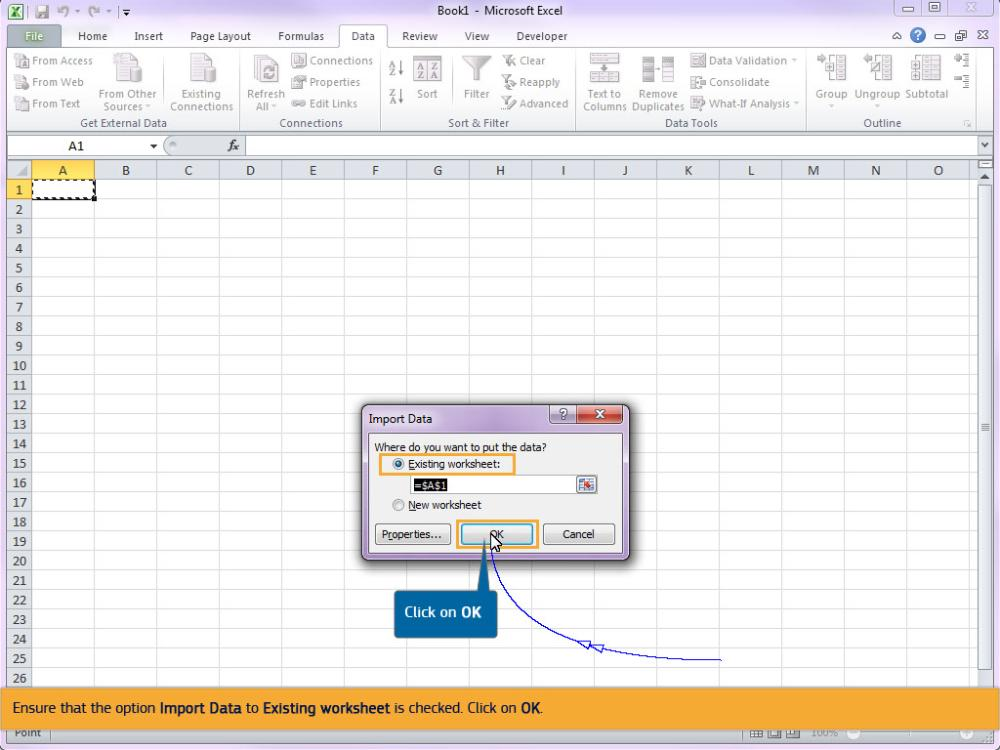 Book1 - Microsoft Excel
File Home Insert Page Layout Formulas Data Review View Developer
From Access
From Web
From Text
From Other Sources
Existing Connections
Get External Data
Refresh All
Connections
Properties
Edit Links
Connections
Sort
Filter
Clear
Reapply
Advanced
Sort & Filter
Text to Columns
Remove Duplicates
Data Validation
Consolidate
What-If Analysis
Data Tools
Group
Ungroup
Subtotal
Outline
A1
fx
A B C D E F G H I J K L M N O
1
2
3
4
5
6
7
8
9
10
11
12
13
14
15
16
17
18
19
20
21
22
23
24
25
26
Import Data
Where do you want to put the data?
Existing worksheet:
=$A$1
New worksheet
Properties... OK Cancel
Click on OK
Ensure that the option Import Data to Existing worksheet is checked. Click on OK.
Point
100%